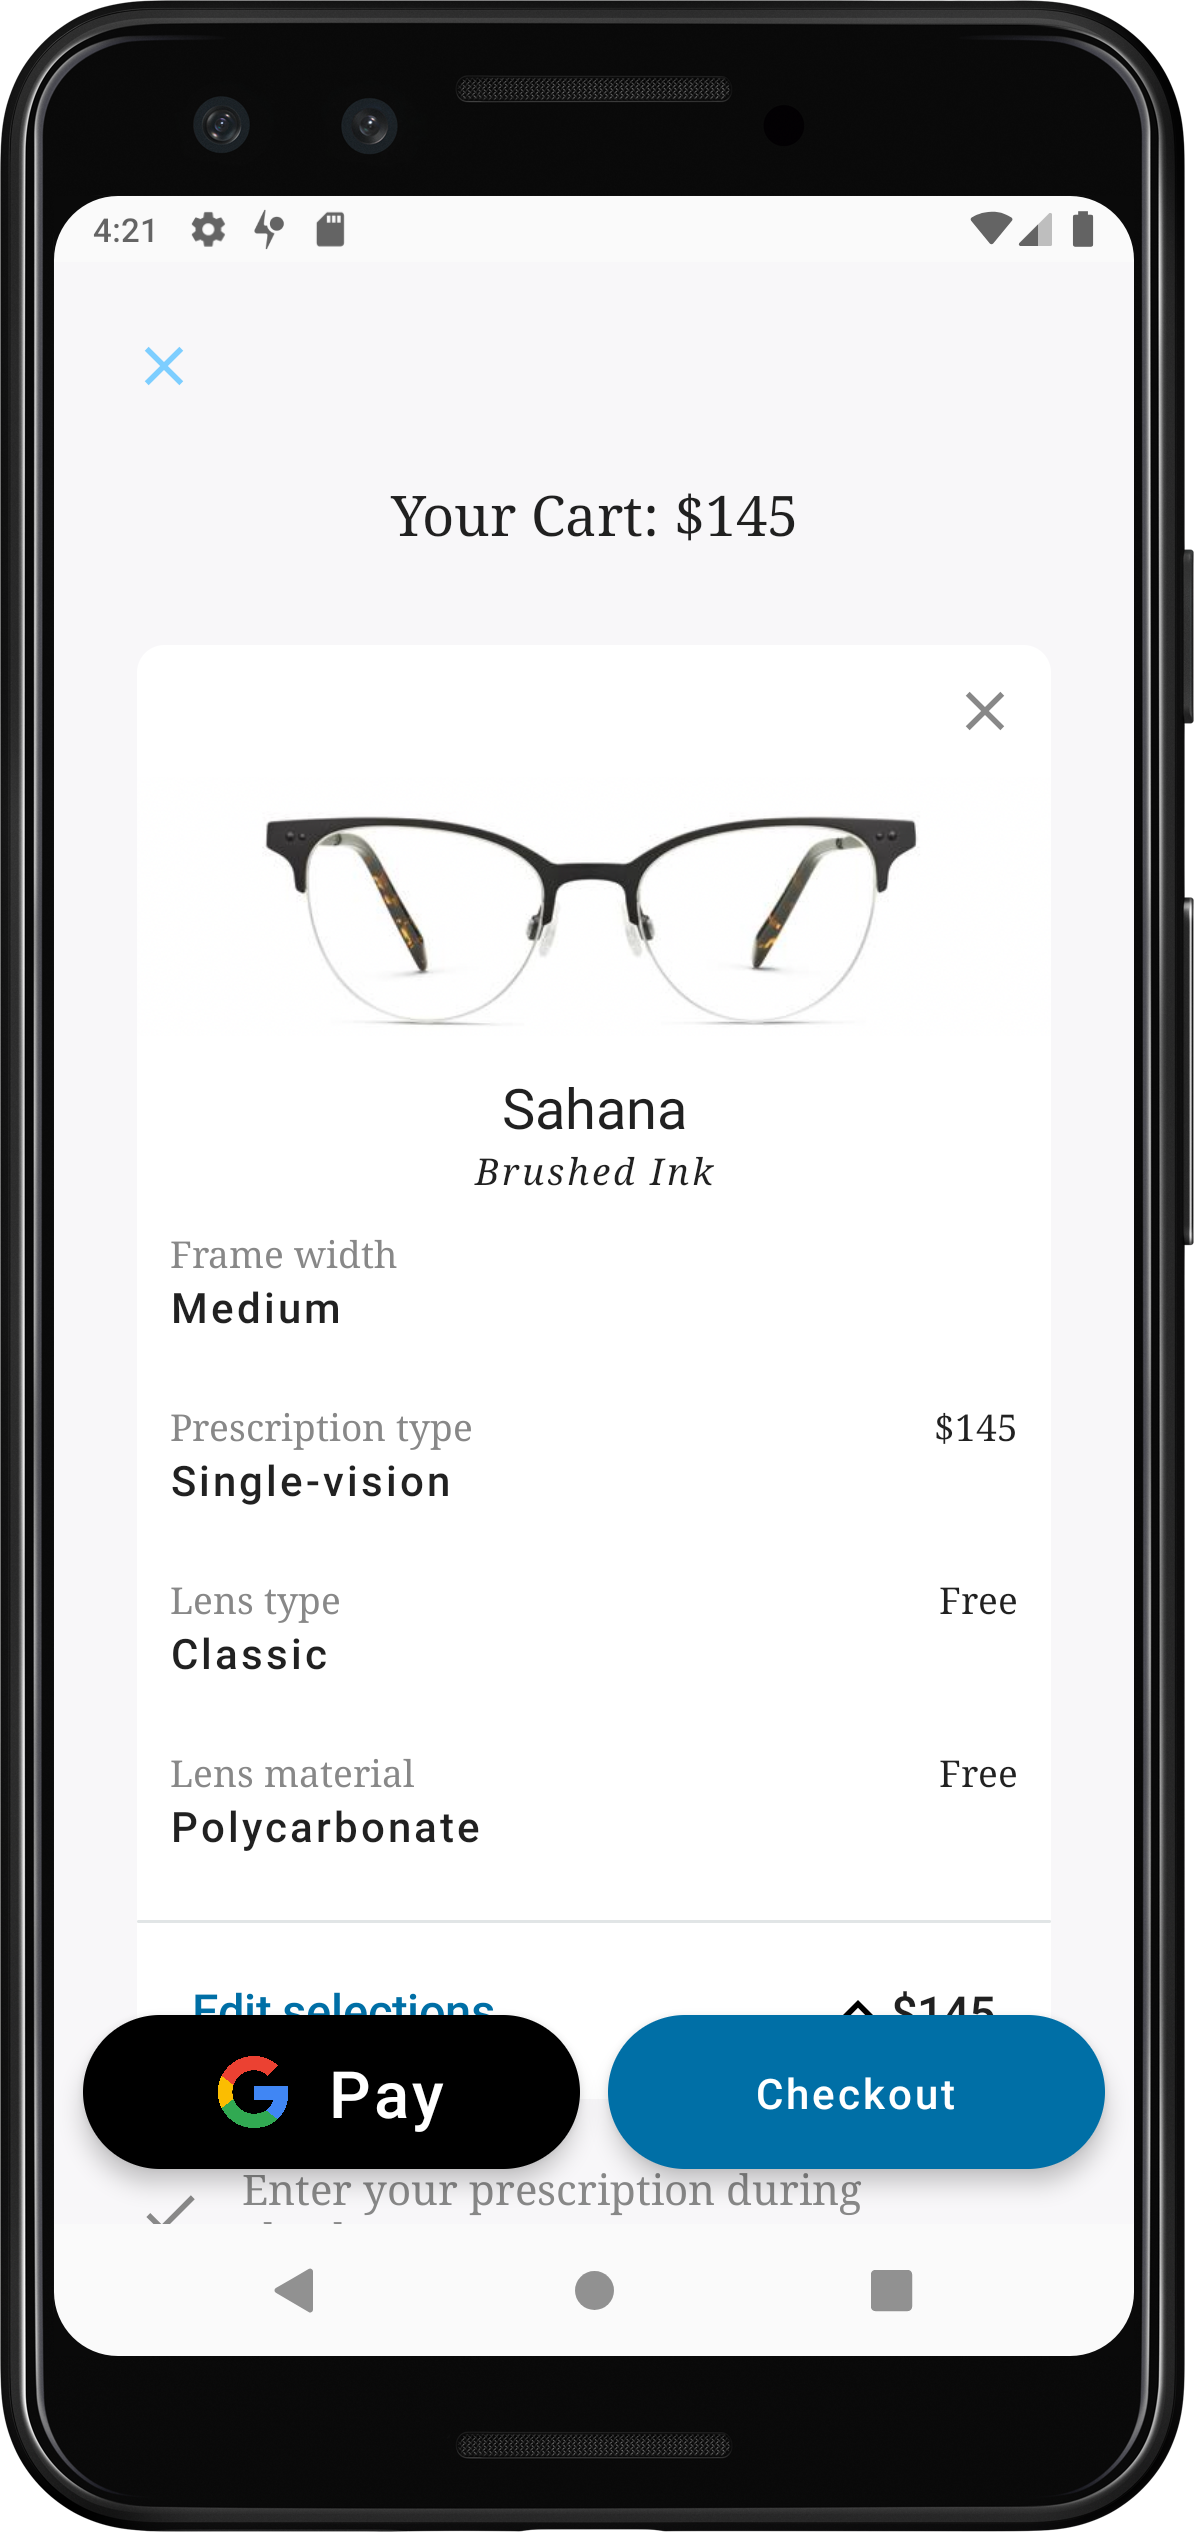 4:21
Your Cart: $145
Sahana
Brushed Ink
Frame width
Medium
Prescription type
$145
Single-vision
Lens type
Free
Classic
Lens material
Free
Polycarbonate
Edit selections
$145
G Pay
Checkout
Enter your prescription during